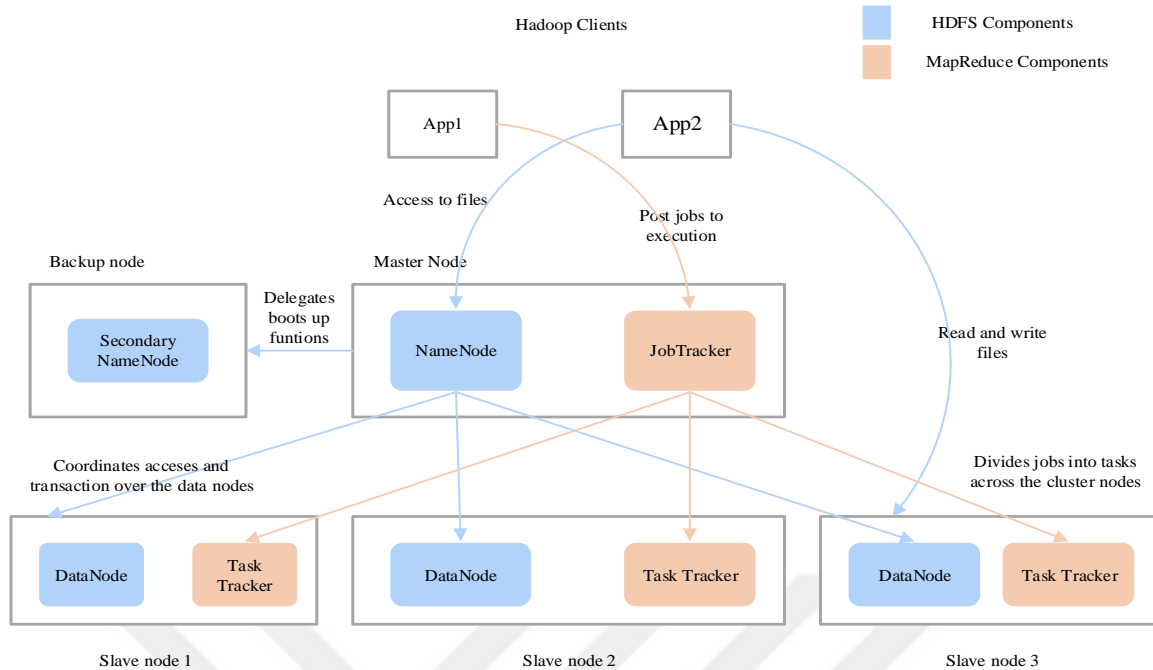 Hadoop Clients
HDFS Components
MapReduce Components
App1
App2
Access to files
Post jobs to
execution
Backup node
Master Node
Delegates
boots up
funtions
Secondary
NameNode
NameNode
JobTracker
Read and write
files
Coordinates acceses and
transaction over the data nodes
Divides jobs into tasks
across the cluster nodes
DataNode
Task
Tracker
DataNode
Task Tracker
DataNode
Task Tracker
Slave node 1
Slave node 2
Slave node 3